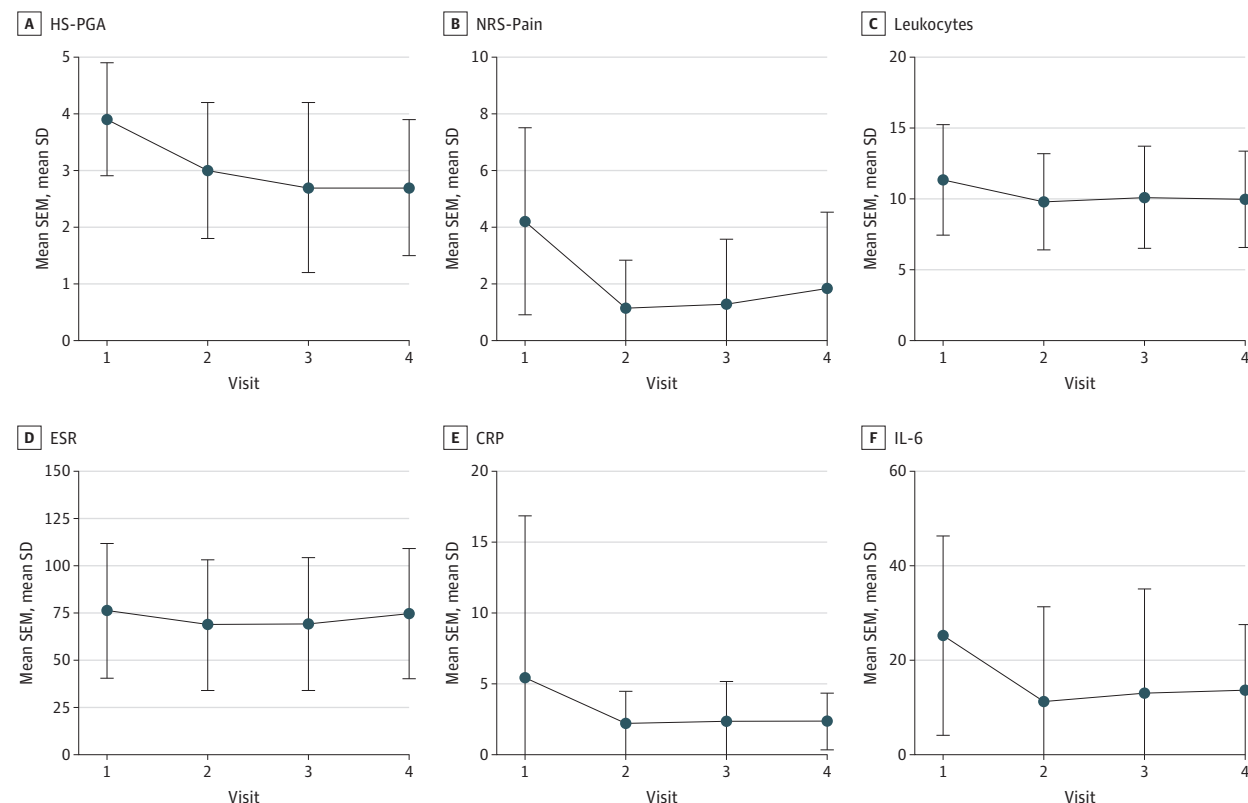 A HS-PGA
Mean SEM, mean SD
5
4
3
2
1
0
1 2 3 4
Visit
B NRS-Pain
Mean SEM, mean SD
10
8
6
4
2
0
1 2 3 4
Visit
C Leukocytes
Mean SEM, mean SD
20
15
10
5
0
1 2 3 4
Visit
D ESR
Mean SEM, mean SD
150
125
100
75
50
25
0
1 2 3 4
Visit
E CRP
Mean SEM, mean SD
20
15
10
5
0
1 2 3 4
Visit
F IL-6
Mean SEM, mean SD
60
40
20
0
1 2 3 4
Visit